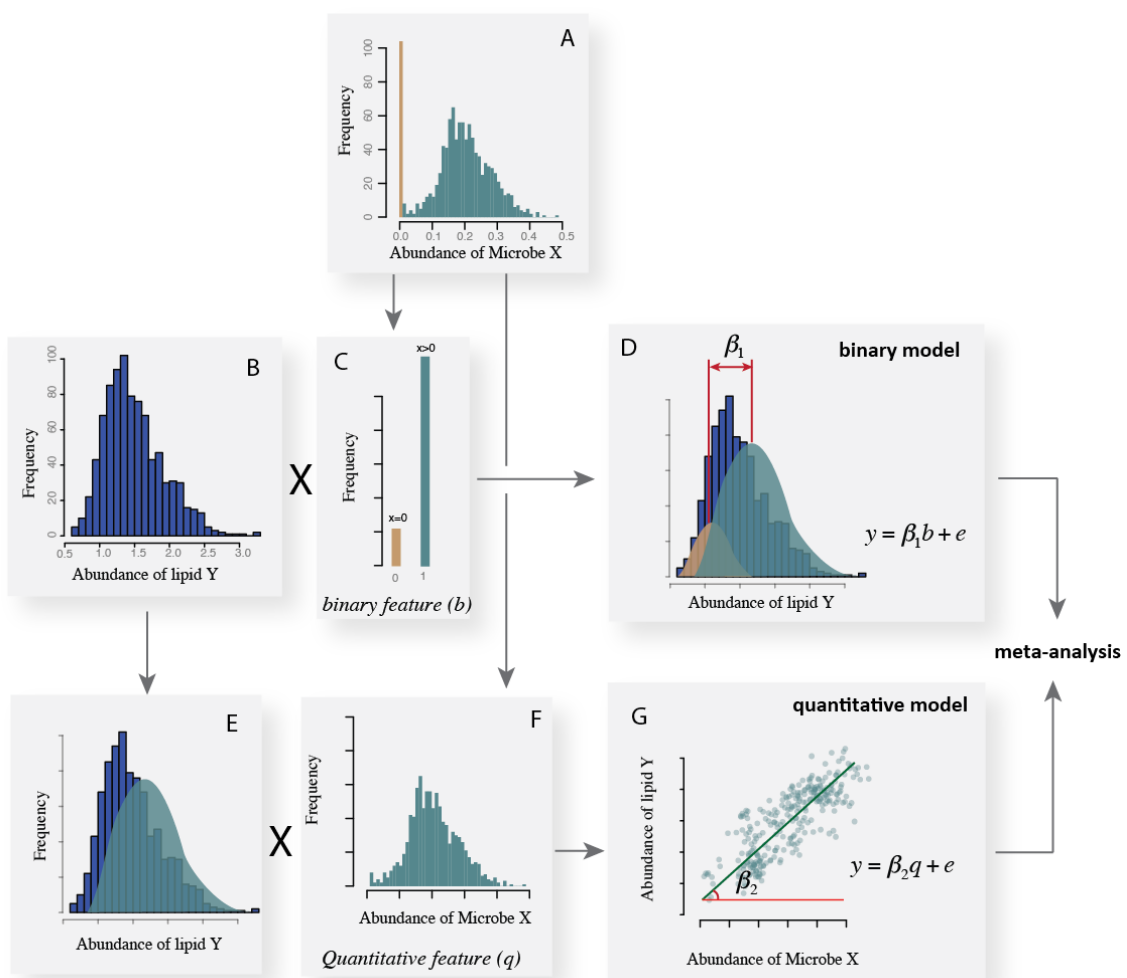 A
Frequency
100
80
60
40
20
0
0.0 0.1 0.2 0.3 0.4 0.5
Abundance of Microbe X
B
Frequency
100
80
60
40
20
0
0.5 1.0 1.5 2.0 2.5 3.0
Abundance of lipid Y
X
C
Frequency
x>0
x=0
0 1
binary feature (b)
D
binary model
β1
y = β1b + e
Abundance of lipid Y
meta-analysis
E
Frequency
Abundance of lipid Y
X
F
Frequency
Abundance of Microbe X
Quantitative feature (q)
G
quantitative model
Abundance of lipid Y
β2
y = β2q + e
Abundance of Microbe X